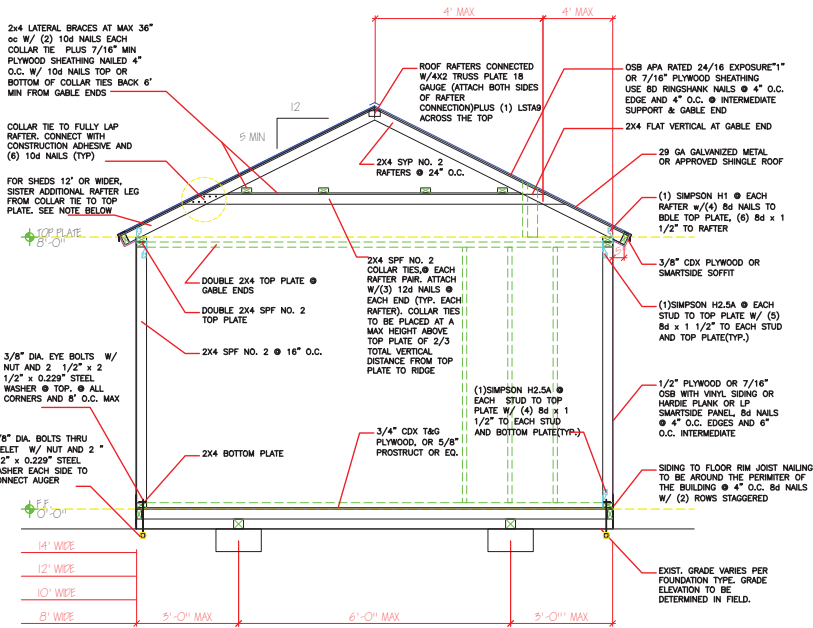 2x4 LATERAL BRACES AT MAX 36"
oc W/ (2) 10d NAILS EACH
COLLAR TIE PLUS 7/16" MIN
PLYWOOD SHEATHING NAILED 4"
O.C. W/ 10d NAILS TOP OR
BOTTOM OF COLLAR TIES BACK 6'
MIN FROM GABLE ENDS
COLLAR TIE TO FULLY LAP
RAFTER. CONNECT WITH
CONSTRUCTION ADHESIVE AND
(6) 10d NAILS (TYP)
FOR SHEDS 12' OR WIDER,
SISTER ADDITIONAL RAFTER LEG
FROM COLLAR TIE TO TOP
PLATE. SEE NOTE BELOW
TOP PLATE
8'-0"
12
5 MIN
4' MAX
4' MAX
ROOF RAFTERS CONNECTED
W/4X2 TRUSS PLATE 18
GAUGE (ATTACH BOTH SIDES
OF RAFTER
CONNECTION)PLUS (1) LSTA9
ACROSS THE TOP
2X4 SYP NO. 2
RAFTERS @ 24" O.C.
OSB APA RATED 24/16 EXPOSURE"1"
OR 7/16" PLYWOOD SHEATHING
USE 8D RINGSHANK NAILS @ 4" O.C.
EDGE AND 4" O.C. @ INTERMEDIATE
SUPPORT & GABLE END
2X4 FLAT VERTICAL AT GABLE END
29 GA GALVANIZED METAL
OR APPROVED SHINGLE ROOF
(1) SIMPSON H1 @ EACH
RAFTER w/(4) 8d NAILS TO
BDLE TOP PLATE, (6) 8d x 1
1/2" TO RAFTER
3/8" CDX PLYWOOD OR
SMARTSIDE SOFFIT
(1)SIMPSON H2.5A @ EACH
STUD TO TOP PLATE W/ (5)
8d x 1 1/2" TO EACH STUD
AND TOP PLATE(TYP.)
DOUBLE 2X4 TOP PLATE @
GABLE ENDS
DOUBLE 2X4 SPF NO. 2
TOP PLATE
2X4 SPF NO. 2 @ 16" O.C.
2X4 SPF NO. 2
COLLAR TIES,@ EACH
RAFTER PAIR. ATTACH
W/(3) 12d NAILS @
EACH END (TYP. EACH
RAFTER). COLLAR TIES
TO BE PLACED AT A
MAX HEIGHT ABOVE
TOP PLATE OF 2/3
TOTAL VERTICAL
DISTANCE FROM TOP
PLATE TO RIDGE
3/8" DIA. EYE BOLTS W/
NUT AND 2 1/2" x 2
1/2" x 0.229" STEEL
WASHER @ TOP. @ ALL
CORNERS AND 8' O.C. MAX
(1)SIMPSON H2.5A @
EACH STUD TO TOP
PLATE W/ (4) 8d x 1
1/2" TO EACH STUD
AND BOTTOM PLATE(TYP.)
1/2" PLYWOOD OR 7/16"
OSB WITH VINYL SIDING OR
HARDIE PLANK OR LP
SMARTSIDE PANEL, 8d NAILS
@ 4" O.C. EDGES AND 6"
O.C. INTERMEDIATE
/8" DIA. BOLTS THRU
ELET W/ NUT AND 2 "
2" x 0.229" STEEL
ASHER EACH SIDE TO
ONNECT AUGER
2X4 BOTTOM PLATE
3/4" CDX T&G
PLYWOOD, OR 5/8"
PROSTRUCT OR EQ.
SIDING TO FLOOR RIM JOIST NAILING
TO BE AROUND THE PERIMITER OF
THE BUILDING @ 4" O.C. 8d NAILS
W/ (2) ROWS STAGGERED
F.F.
0'-0"
EXIST. GRADE VARIES PER
FOUNDATION TYPE. GRADE
ELEVATION TO BE
DETERMINED IN FIELD.
14' WIDE
12' WIDE
10' WIDE
8' WIDE
3'-0" MAX
6'-0" MAX
3'-0" MAX